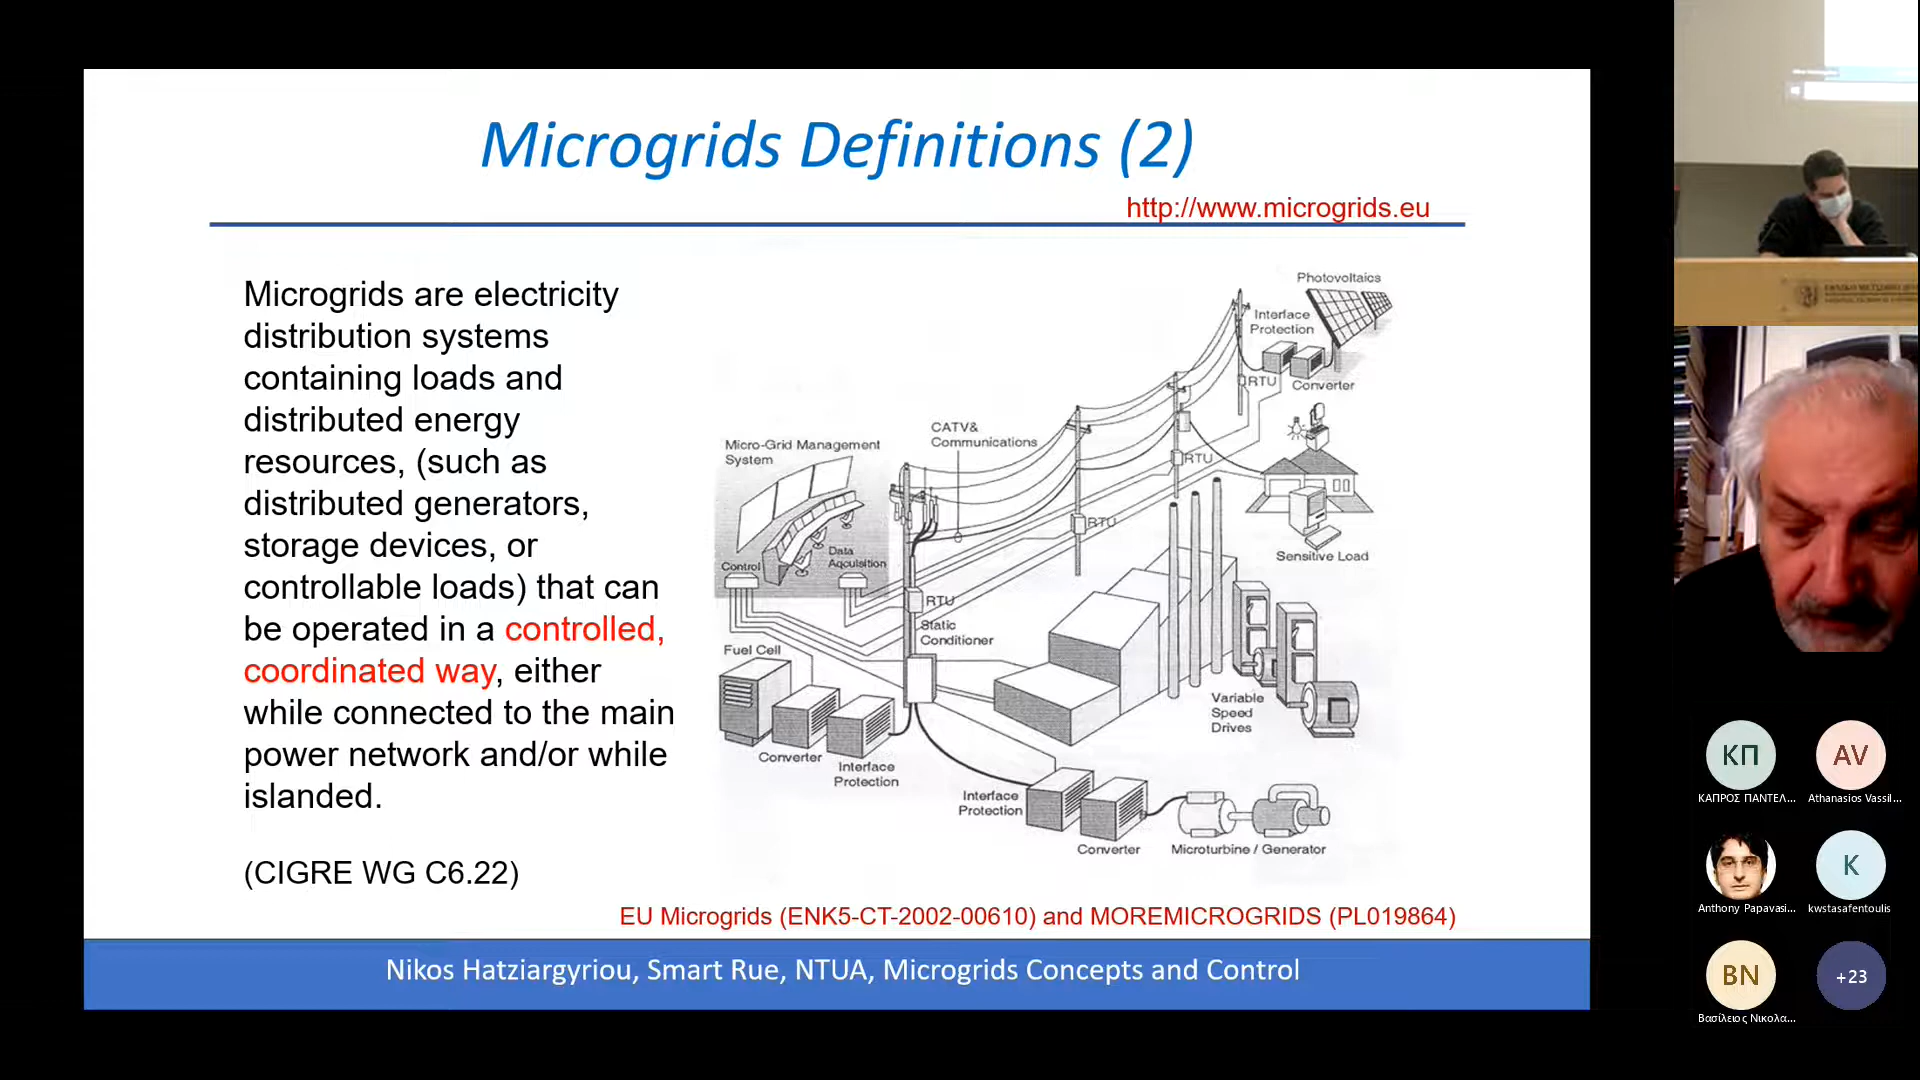 Microgrids Definitions (2)
http://www.microgrids.eu
Microgrids are electricity
distribution systems
containing loads and
distributed energy
resources, (such as
distributed generators,
storage devices, or
controllable loads) that can
be operated in a controlled,
coordinated way, either
while connected to the main
power network and/or while
islanded.
(CIGRE WG C6.22)
Photovoltaics
Interface
Protection
RTU
Converter
CATV&
Communications
Micro-Grid Management
System
RTU
RTU
Sensitive Load
Control
Data
Aqcuisition
RTU
Static
Conditioner
Fuel Cell
Variable
Speed
Drives
Converter
Interface
Protection
Interface
Protection
Converter
Microturbine / Generator
EU Microgrids (ENK5-CT-2002-00610) and MOREMICROGRIDS (PL019864)
Nikos Hatziargyriou, Smart Rue, NTUA, Microgrids Concepts and Control
ΚΠ
AV
ΚΑΠΡΟΣ ΠΑΝΤΕΛ...
Athanasios Vassil...
K
Anthony Papavasi...
kwstasafentoulis
BN
+23
Βασίλειος Νικολα...